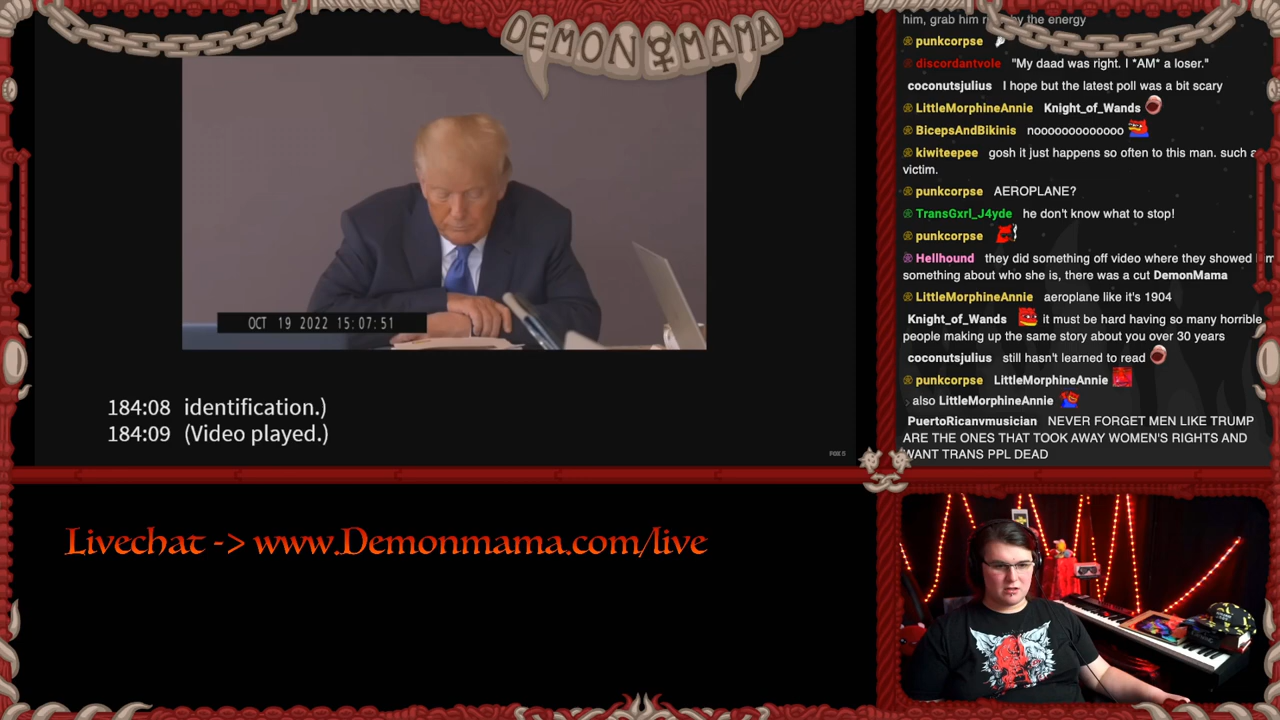 DEMON MAMA
OCT 19 2022 15:07:51
184:08 identification.)
184:09 (Video played.)
FOX 5
Livechat -> www.Demonmama.com/live
him, grab him by the energy
punkcorpse
discordantvole "My daad was right. I *AM* a loser."
coconutsjulius I hope but the latest poll was a bit scary
LittleMorphineAnnie Knight_of_Wands
BicepsAndBikinis nooooooooooooo
kiwiteepee gosh it just happens so often to this man. such a
victim.
punkcorpse AEROPLANE?
TransGxrl_J4yde he don't know what to stop!
punkcorpse
Hellhound they did something off video where they showed
something about who she is, there was a cut DemonMama
LittleMorphineAnnie aeroplane like it's 1904
Knight_of_Wands it must be hard having so many horrible
people making up the same story about you over 30 years
coconutsjulius still hasn't learned to read
punkcorpse LittleMorphineAnnie
also LittleMorphineAnnie
PuertoRicanvmusician NEVER FORGET MEN LIKE TRUMP
ARE THE ONES THAT TOOK AWAY WOMEN'S RIGHTS AND
WANT TRANS PPL DEAD